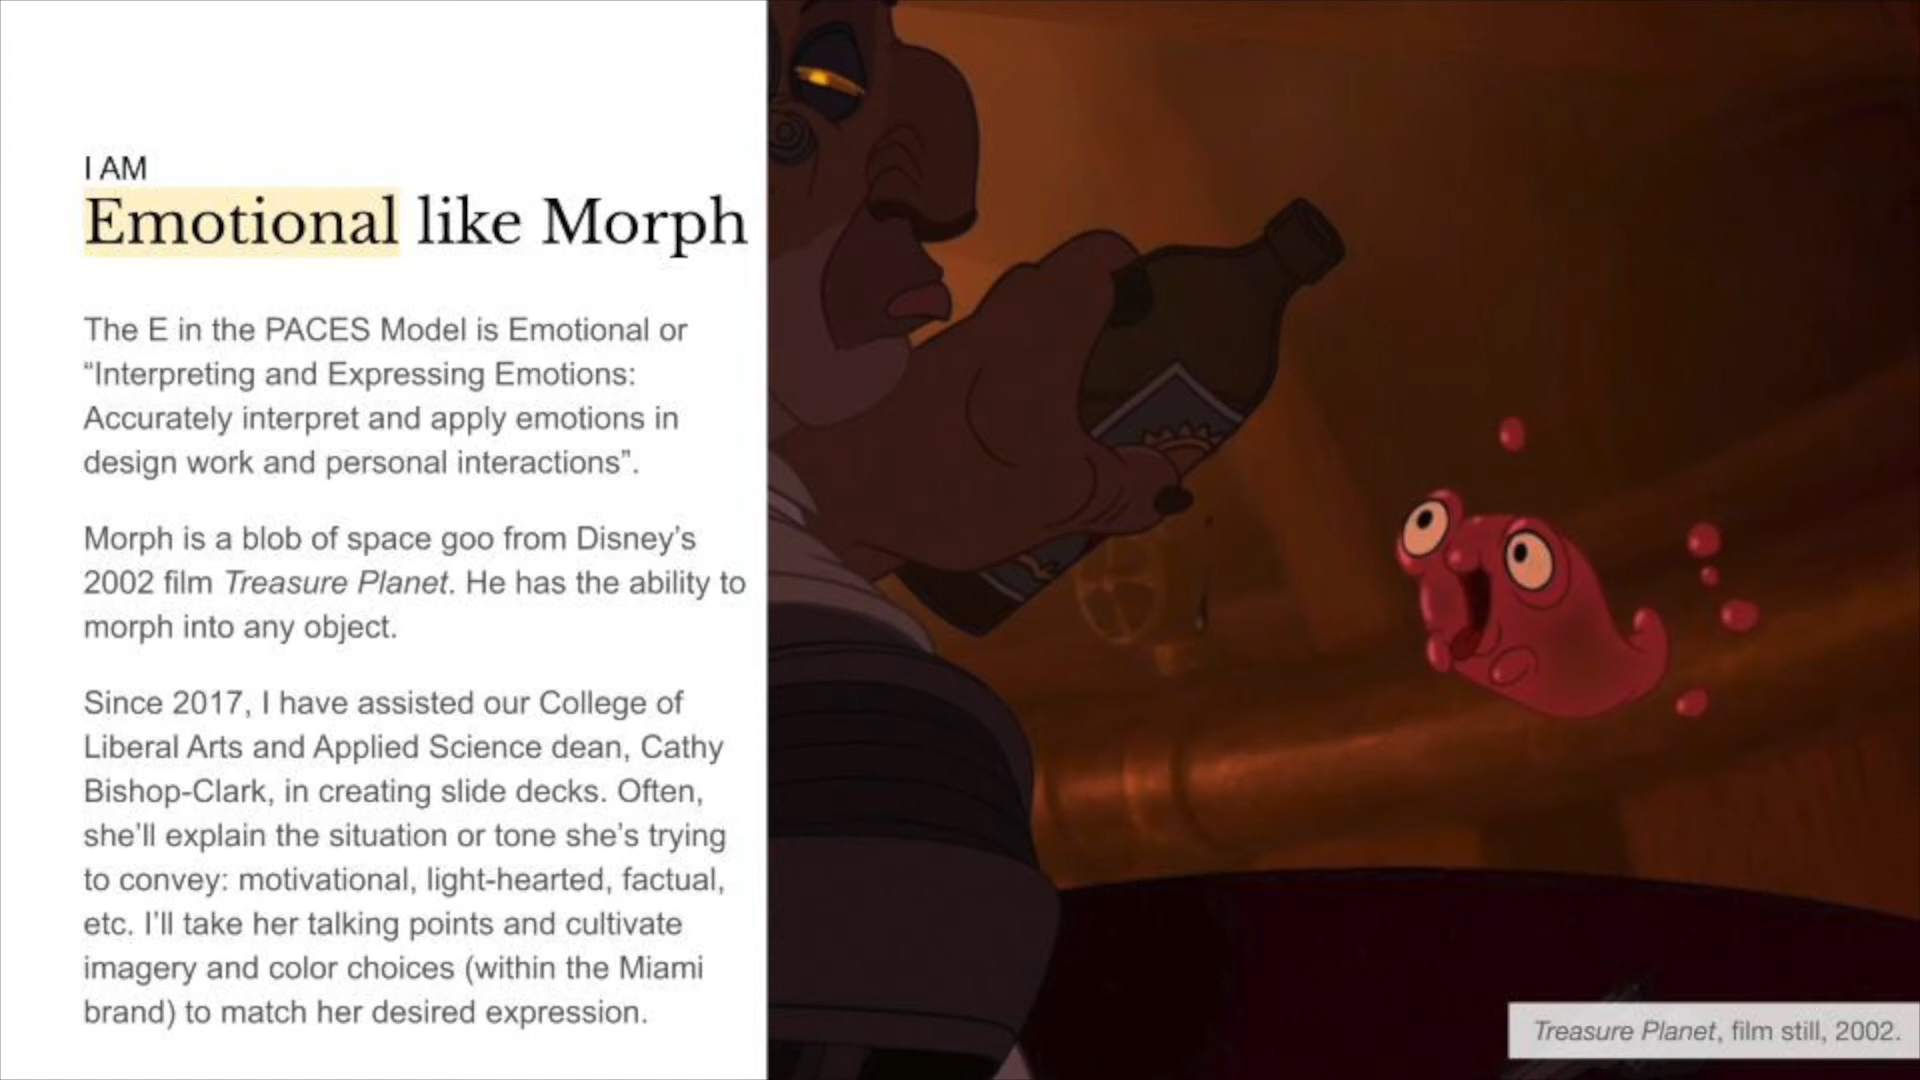 I AM
Emotional like Morph
The E in the PACES Model is Emotional or
“Interpreting and Expressing Emotions:
Accurately interpret and apply emotions in
design work and personal interactions”.
Morph is a blob of space goo from Disney’s
2002 film Treasure Planet. He has the ability to
morph into any object.
Since 2017, I have assisted our College of
Liberal Arts and Applied Science dean, Cathy
Bishop-Clark, in creating slide decks. Often,
she’ll explain the situation or tone she’s trying
to convey: motivational, light-hearted, factual,
etc. I’ll take her talking points and cultivate
imagery and color choices (within the Miami
brand) to match her desired expression.
Treasure Planet, film still, 2002.